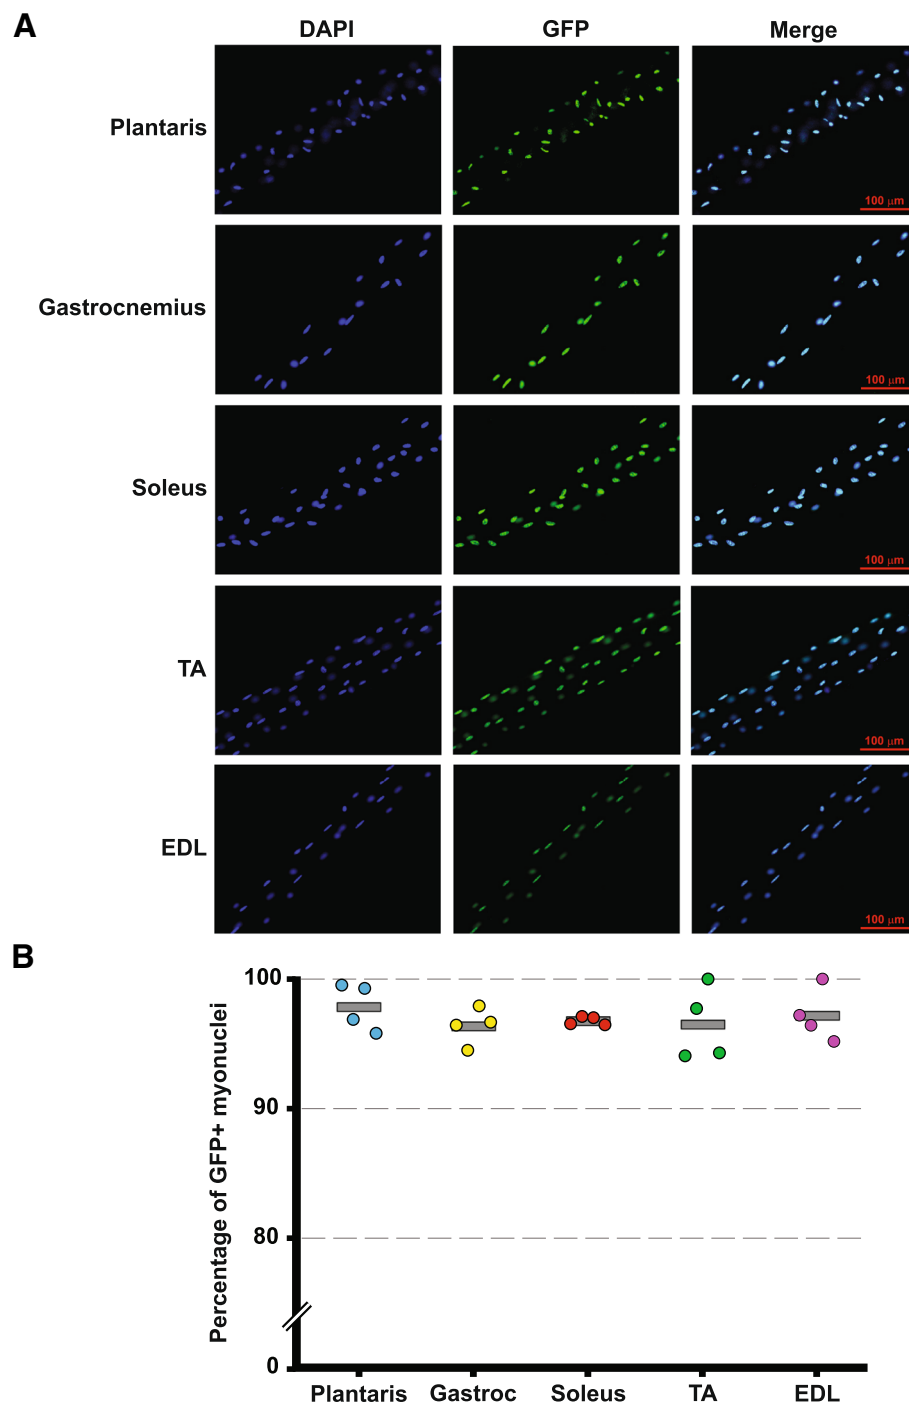 A
DAPI GFP Merge
Plantaris
100 μm
Gastrocnemius
100 μm
Soleus
100 μm
TA
100 μm
EDL
100 μm
B
Percentage of GFP+ myonuclei
100
90
80
0
Plantaris Gastroc Soleus TA EDL